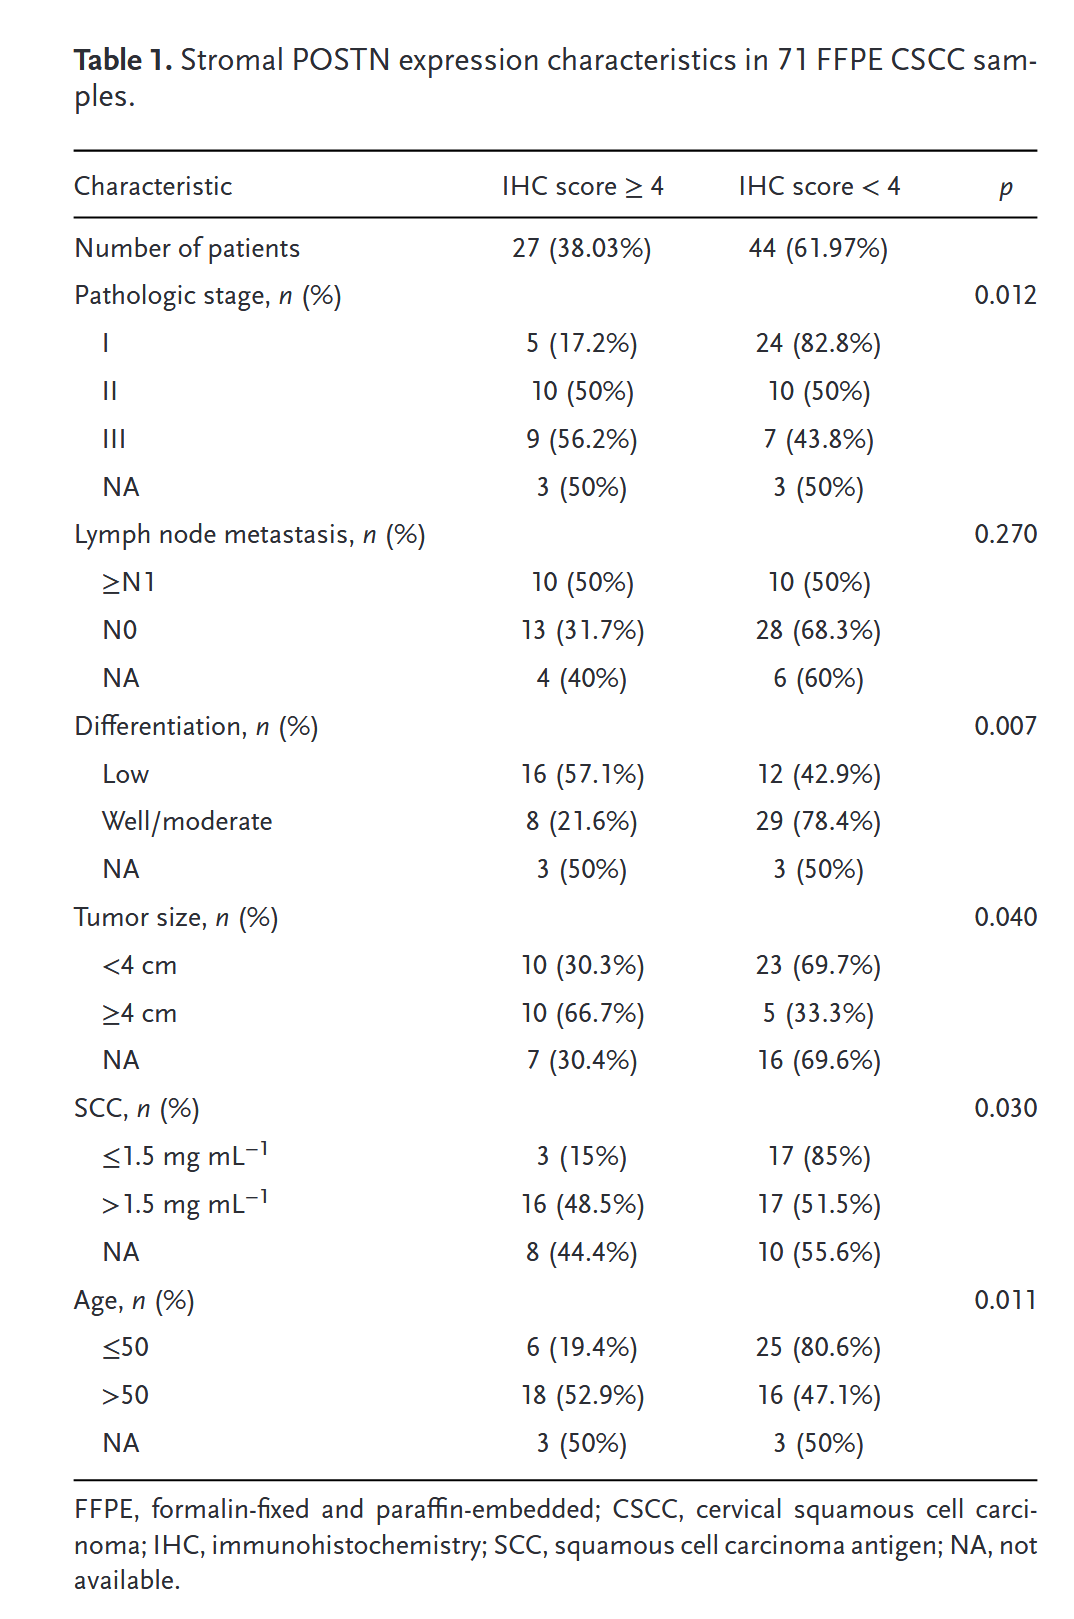 Table 1. Stromal POSTN expression characteristics in 71 FFPE CSCC sam-
ples.
Characteristic IHC score ≥ 4 IHC score < 4 p
Number of patients 27 (38.03%) 44 (61.97%)
Pathologic stage, n (%) 0.012
I 5 (17.2%) 24 (82.8%)
II 10 (50%) 10 (50%)
III 9 (56.2%) 7 (43.8%)
NA 3 (50%) 3 (50%)
Lymph node metastasis, n (%) 0.270
≥N1 10 (50%) 10 (50%)
N0 13 (31.7%) 28 (68.3%)
NA 4 (40%) 6 (60%)
Differentiation, n (%) 0.007
Low 16 (57.1%) 12 (42.9%)
Well/moderate 8 (21.6%) 29 (78.4%)
NA 3 (50%) 3 (50%)
Tumor size, n (%) 0.040
<4 cm 10 (30.3%) 23 (69.7%)
≥4 cm 10 (66.7%) 5 (33.3%)
NA 7 (30.4%) 16 (69.6%)
SCC, n (%) 0.030
≤1.5 mg mL⁻¹ 3 (15%) 17 (85%)
>1.5 mg mL⁻¹ 16 (48.5%) 17 (51.5%)
NA 8 (44.4%) 10 (55.6%)
Age, n (%) 0.011
≤50 6 (19.4%) 25 (80.6%)
>50 18 (52.9%) 16 (47.1%)
NA 3 (50%) 3 (50%)
FFPE, formalin-fixed and paraffin-embedded; CSCC, cervical squamous cell carci-
noma; IHC, immunohistochemistry; SCC, squamous cell carcinoma antigen; NA, not
available.